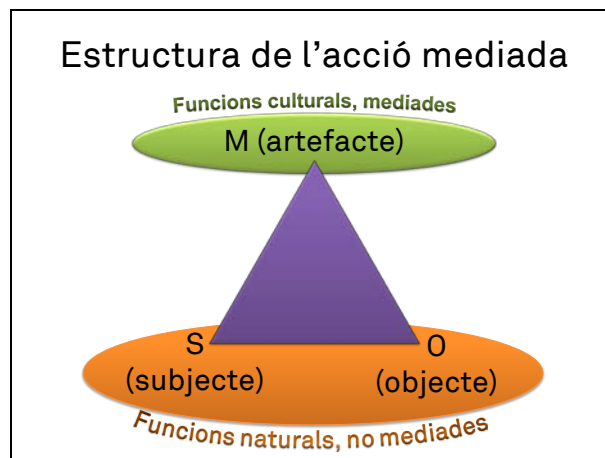 Estructura de l’acció mediada
Funcions culturals, mediades
M (artefacte)
S
(subjecte)
O
(objecte)
Funcions naturals, no mediades